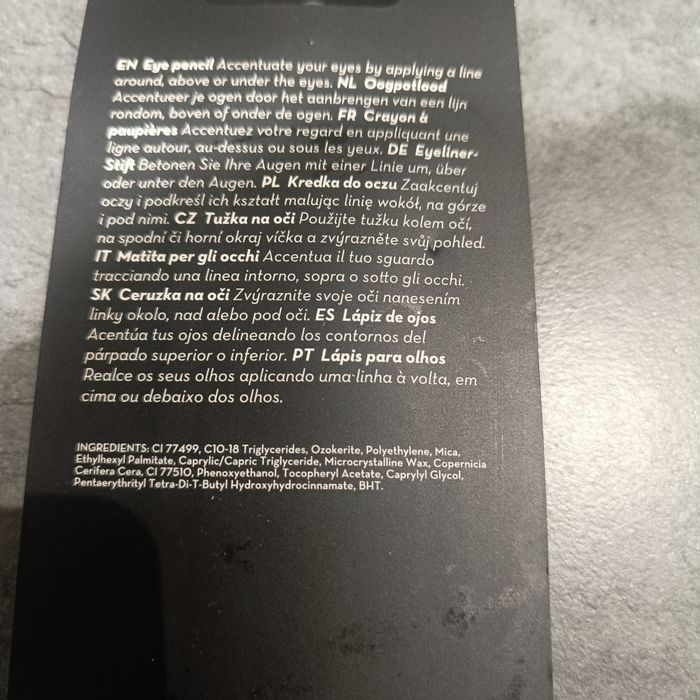 EN Eye pencil Accentuate your eyes by applying a line
around, above or under the eyes. NL Oogpotlood
Accentueer je ogen door het aanbrengen van een lijn
rondom, boven of onder de ogen. FR Crayon à
paupières Accentuez votre regard en appliquant une
ligne autour, au-dessus ou sous les yeux. DE Eyeliner-
Stift Betonen Sie Ihre Augen mit einer Linie um, über
oder unter den Augen. PL Kredka do oczu Zaakcentuj
oczy i podkreśl ich kształt malując linię wokół, na górze
i pod nimi. CZ Tužka na oči Použijte tužku kolem očí,
na spodní či horní okraj víčka a zvýrazněte svůj pohled.
IT Matita per gli occhi Accentua il tuo sguardo
tracciando una linea intorno, sopra o sotto gli occhi.
SK Ceruzka na oči Zvýraznite svoje oči nanesením
linky okolo, nad alebo pod oči. ES Lápiz de ojos
Acentúa tus ojos delineando los contornos del
párpado superior o inferior. PT Lápis para olhos
Realce os seus olhos aplicando uma linha à volta, em
cima ou debaixo dos olhos.
INGREDIENTS: CI 77499, C10-18 Triglycerides, Ozokerite, Polyethylene, Mica,
Ethylhexyl Palmitate, Caprylic/Capric Triglyceride, Microcrystalline Wax, Copernicia
Cerifera Cera, CI 77510, Phenoxyethanol, Tocopheryl Acetate, Caprylyl Glycol,
Pentaerythrityl Tetra-Di-T-Butyl Hydroxyhydrocinnamate, BHT.